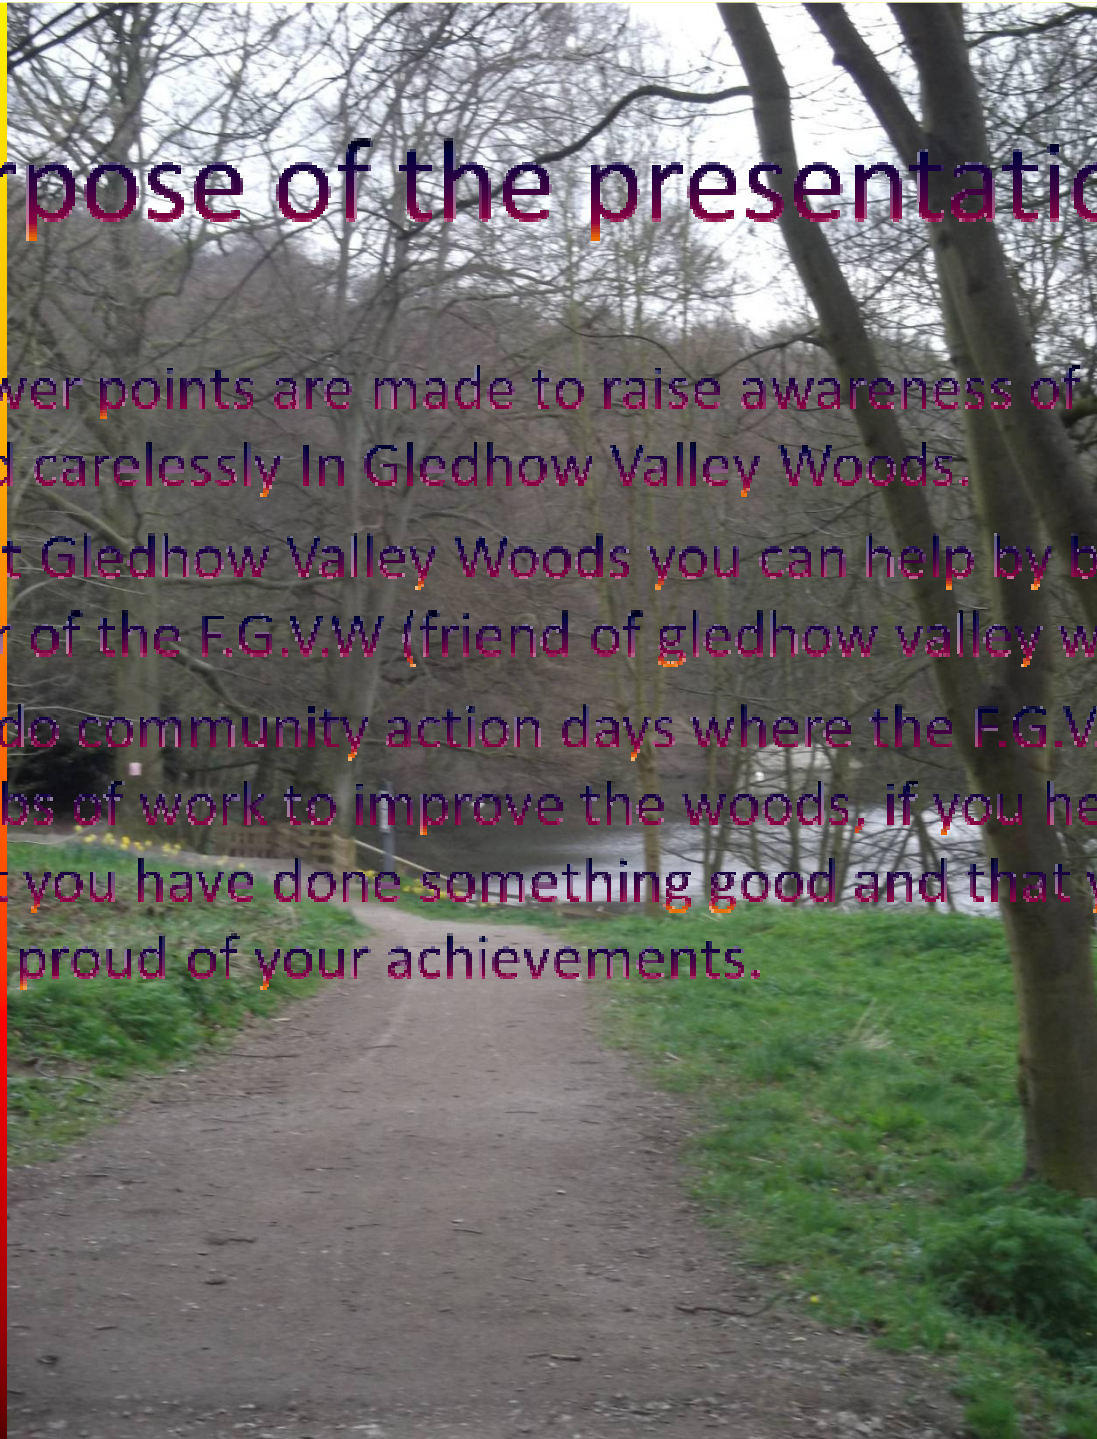 rpose of the presentatio
wer points are made to raise awareness of
d carelessly In Gledhow Valley Woods.
t Gledhow Valley Woods you can help by b
r of the F.G.V.W (friend of gledhow valley w
do community action days where the F.G.V.
bs of work to improve the woods, if you he
t you have done something good and that y
proud of your achievements.